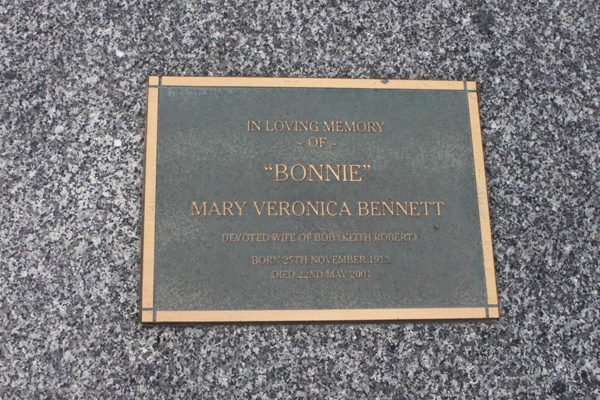 IN LOVING MEMORY
~ OF ~
“BONNIE”
MARY VERONICA BENNETT
DEVOTED WIFE OF BOB (KEITH ROBERT)
BORN 25TH NOVEMBER 1913
DIED 22ND MAY 2001